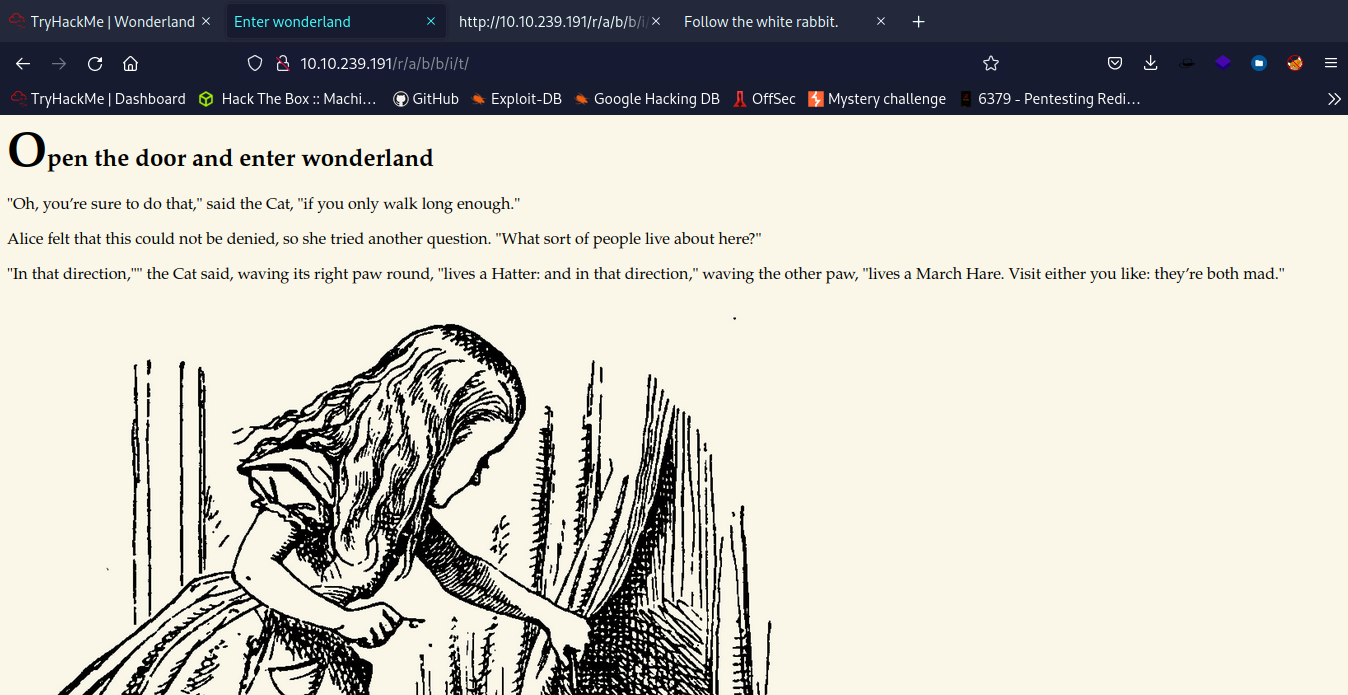 TryHackMe | Wonderland
Enter wonderland
http://10.10.239.191/r/a/b/b/i/
Follow the white rabbit.
10.10.239.191/r/a/b/b/i/t/
TryHackMe | Dashboard
Hack The Box :: Machi…
GitHub
Exploit-DB
Google Hacking DB
OffSec
Mystery challenge
6379 - Pentesting Redi…
Open the door and enter wonderland
"Oh, you’re sure to do that," said the Cat, "if you only walk long enough."
Alice felt that this could not be denied, so she tried another question. "What sort of people live about here?"
"In that direction,"" the Cat said, waving its right paw round, "lives a Hatter: and in that direction," waving the other paw, "lives a March Hare. Visit either you like: they’re both mad."